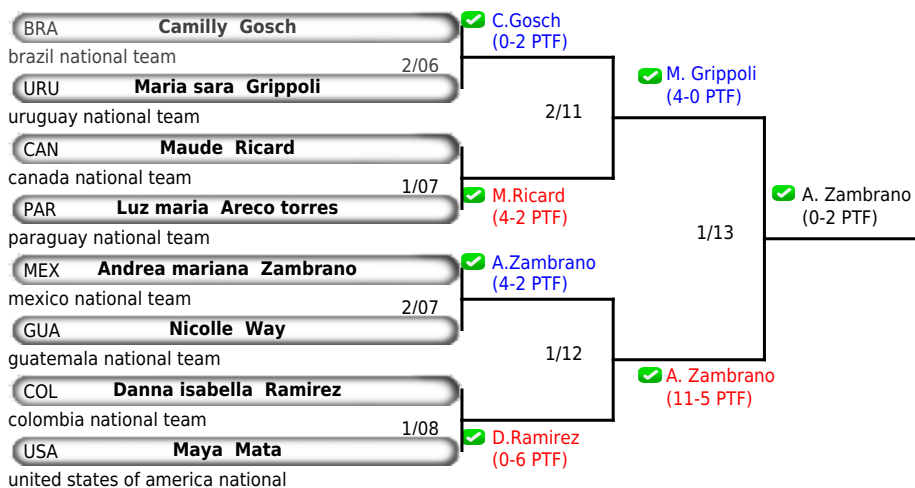 BRA Camilly Gosch
brazil national team
2/06
URU Maria sara Grippoli
uruguay national team
CAN Maude Ricard
canada national team
1/07
PAR Luz maria Areco torres
paraguay national team
MEX Andrea mariana Zambrano
mexico national team
2/07
GUA Nicolle Way
guatemala national team
COL Danna isabella Ramirez
colombia national team
1/08
USA Maya Mata
united states of america national
C.Gosch
(0-2 PTF)
2/11
M.Ricard
(4-2 PTF)
A.Zambrano
(4-2 PTF)
1/12
D.Ramirez
(0-6 PTF)
M. Grippoli
(4-0 PTF)
1/13
A. Zambrano
(11-5 PTF)
A. Zambrano
(0-2 PTF)